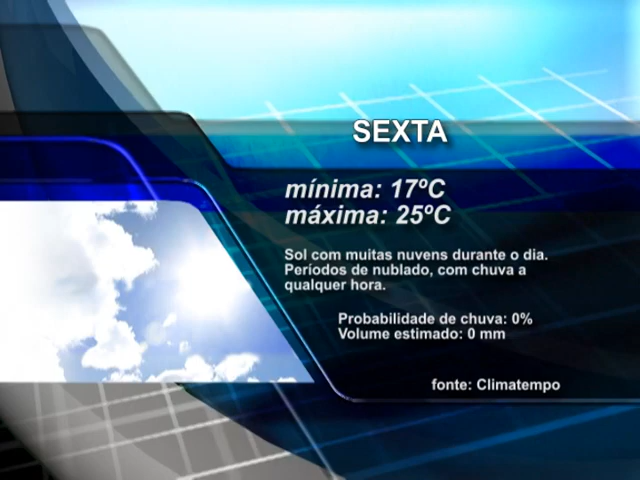 SEXTA
mínima: 17ºC
máxima: 25ºC
Sol com muitas nuvens durante o dia.
Períodos de nublado, com chuva a
qualquer hora.
Probabilidade de chuva: 0%
Volume estimado: 0 mm
fonte: Climatempo